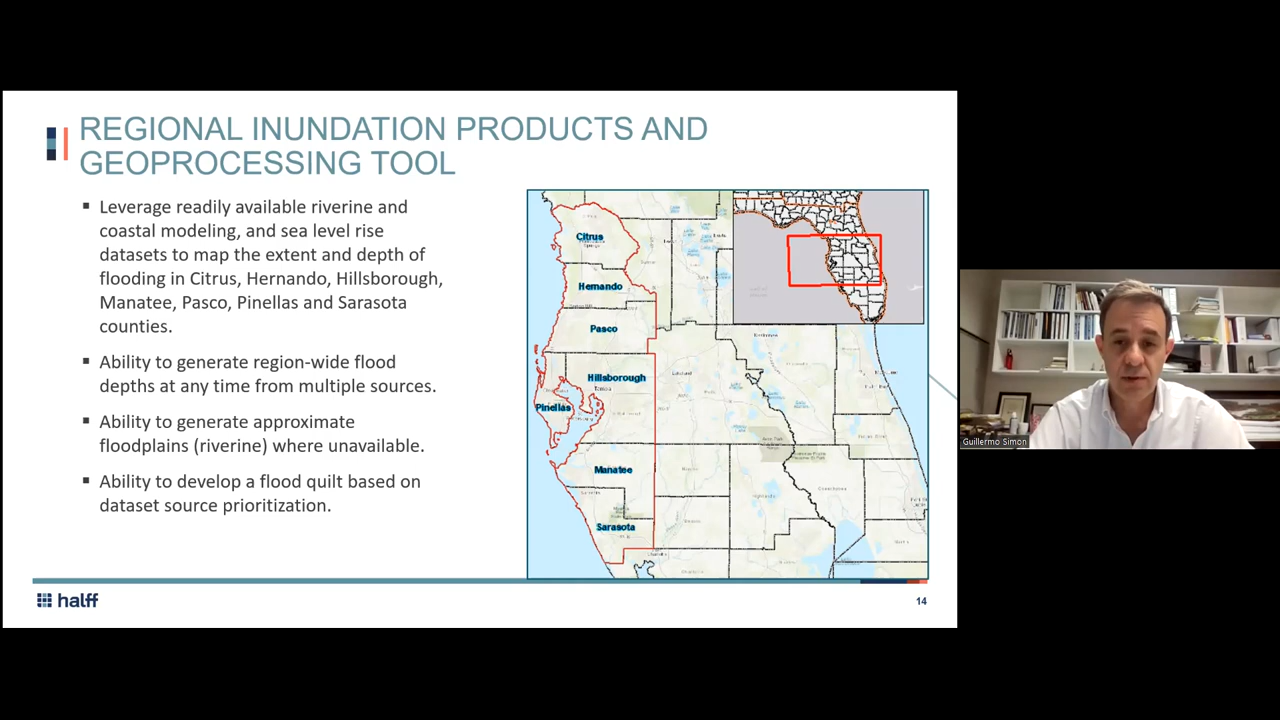 REGIONAL INUNDATION PRODUCTS AND
GEOPROCESSING TOOL
▪ Leverage readily available riverine and
coastal modeling, and sea level rise
datasets to map the extent and depth of
flooding in Citrus, Hernando, Hillsborough,
Manatee, Pasco, Pinellas and Sarasota
counties.
▪ Ability to generate region-wide flood
depths at any time from multiple sources.
▪ Ability to generate approximate
floodplains (riverine) where unavailable.
▪ Ability to develop a flood quilt based on
dataset source prioritization.
Citrus
Hernando
Pasco
Hillsborough
Pinellas
Manatee
Sarasota
halff
14
Guillermo Simon